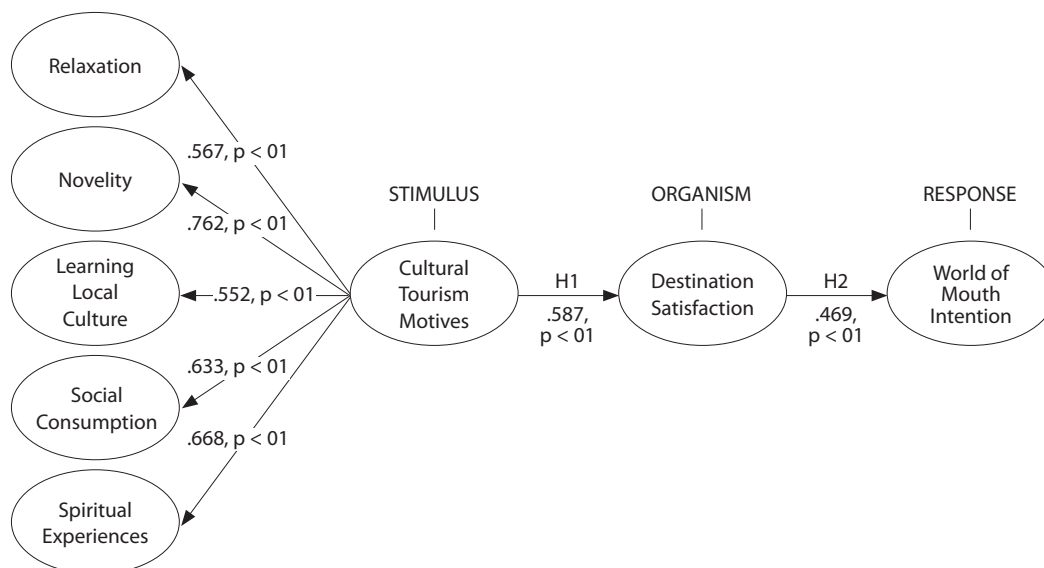 Relaxation
.567, p < 01
Novelity
.762, p < 01
Learning
Local
Culture
.552, p < 01
Social
Consumption
.633, p < 01
Spiritual
Experiences
.668, p < 01
STIMULUS
Cultural
Tourism
Motives
H1
.587,
p < 01
ORGANISM
Destination
Satisfaction
H2
.469,
p < 01
RESPONSE
World of
Mouth
Intention